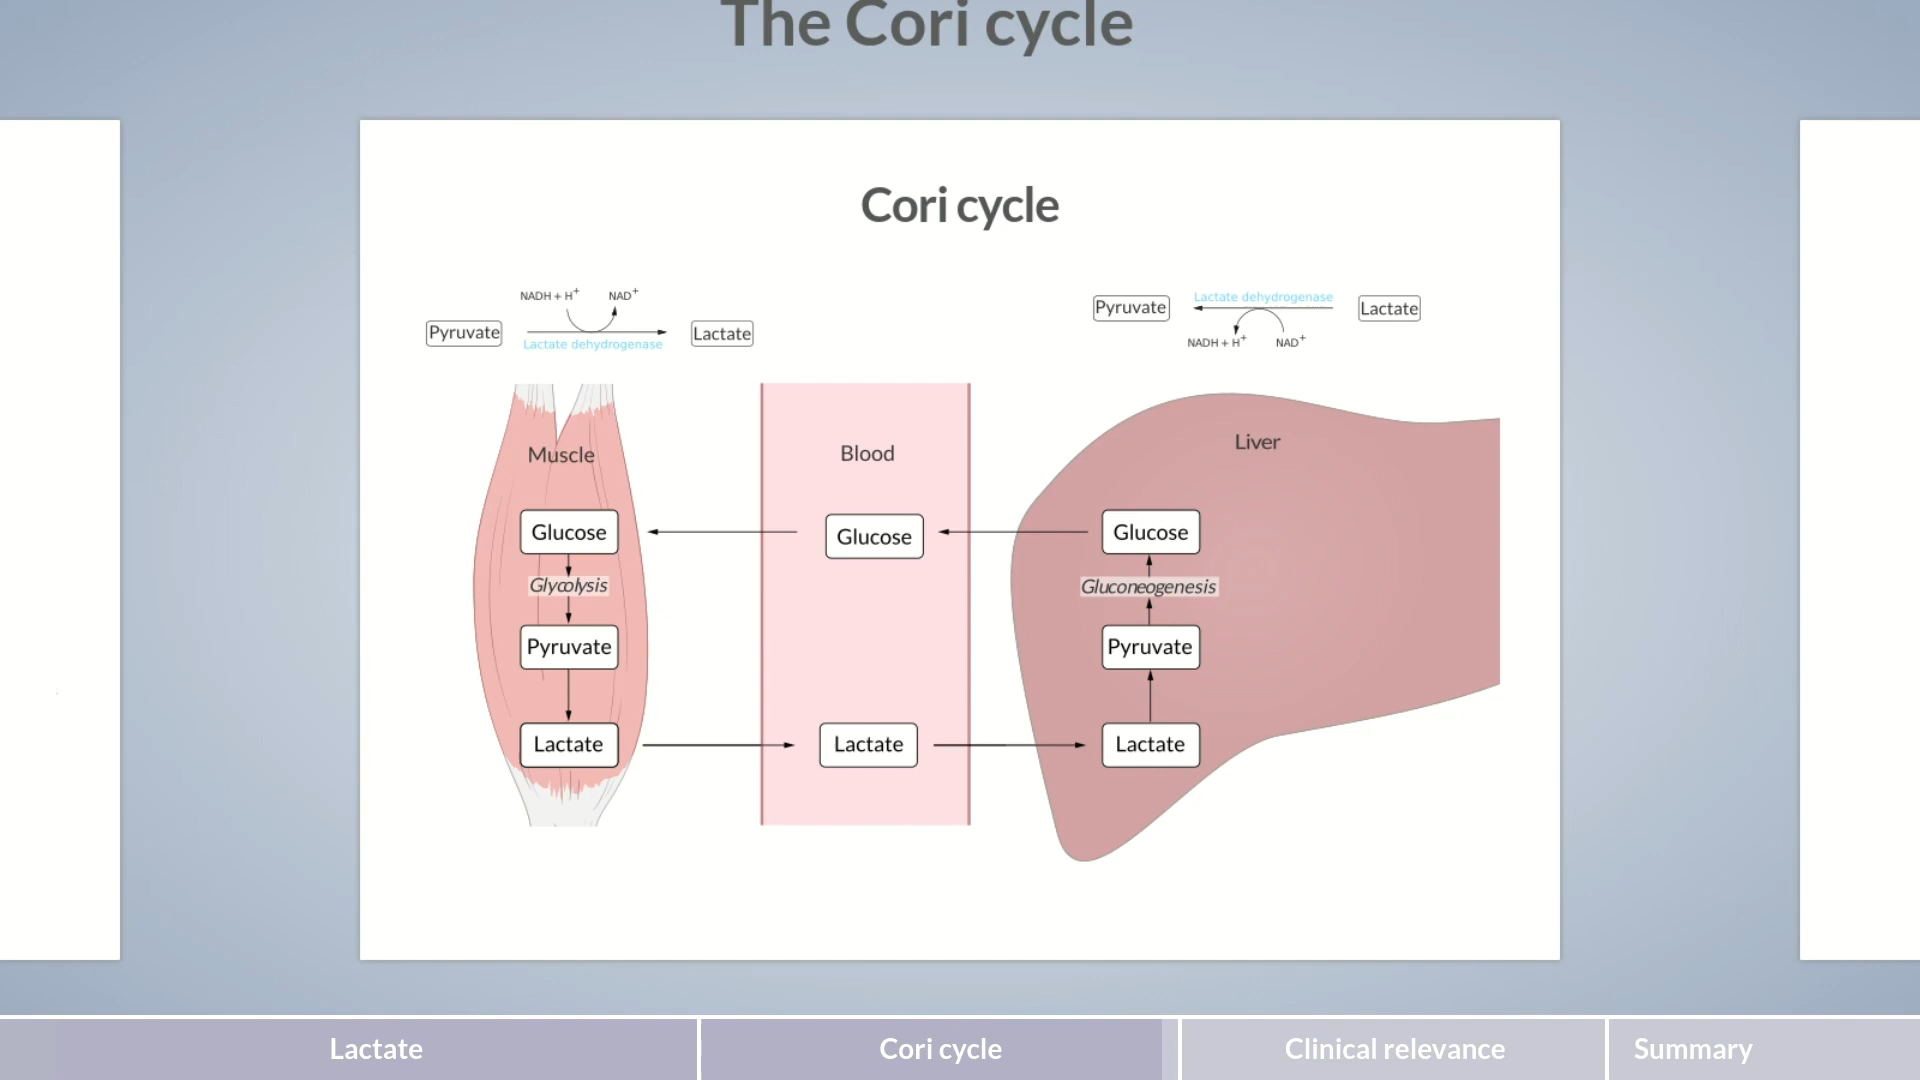 The Cori cycle
Cori cycle
NADH + H+ NAD+
Pyruvate Lactate
Lactate dehydrogenase
Lactate dehydrogenase
Pyruvate Lactate
NADH + H+ NAD+
Muscle
Blood
Liver
Glucose
Glucose
Glucose
Glycolysis
Gluconeogenesis
Pyruvate
Pyruvate
Lactate
Lactate
Lactate
Lactate
Cori cycle
Clinical relevance
Summary